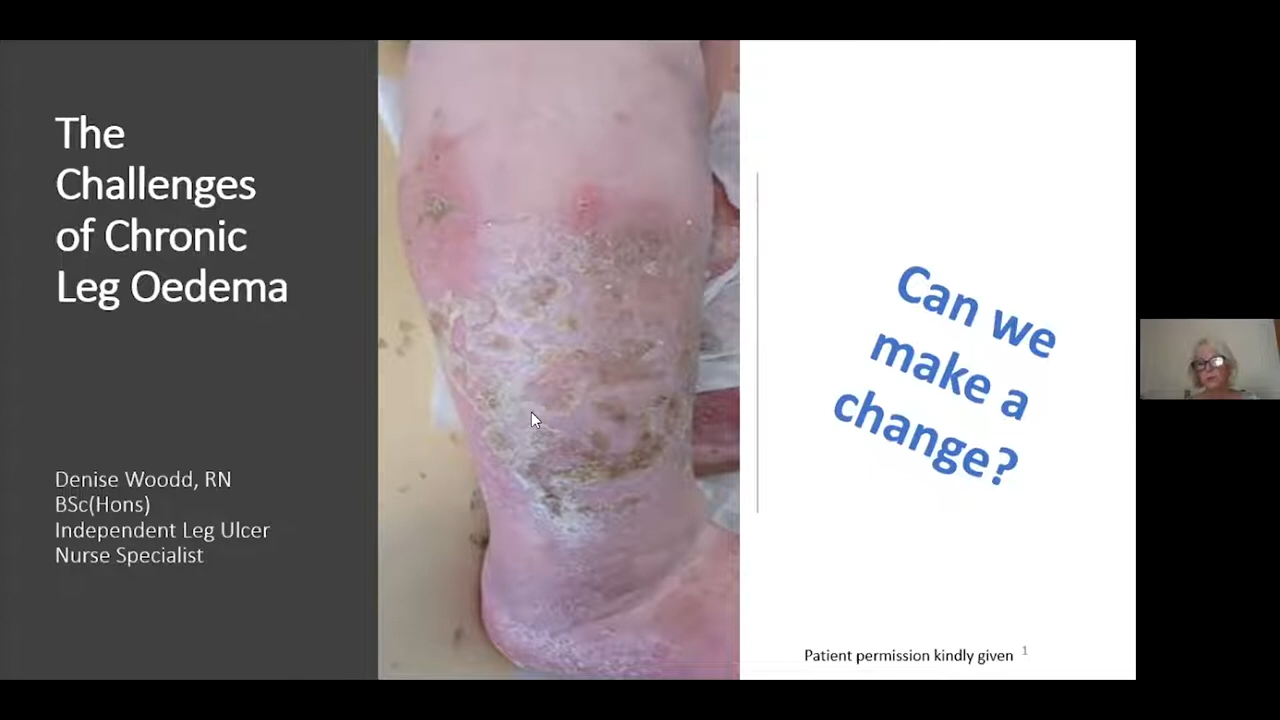 The
Challenges
of Chronic
Leg Oedema
Denise Woodd, RN
BSc(Hons)
Independent Leg Ulcer
Nurse Specialist
Can we
make a
change?
Patient permission kindly given 1